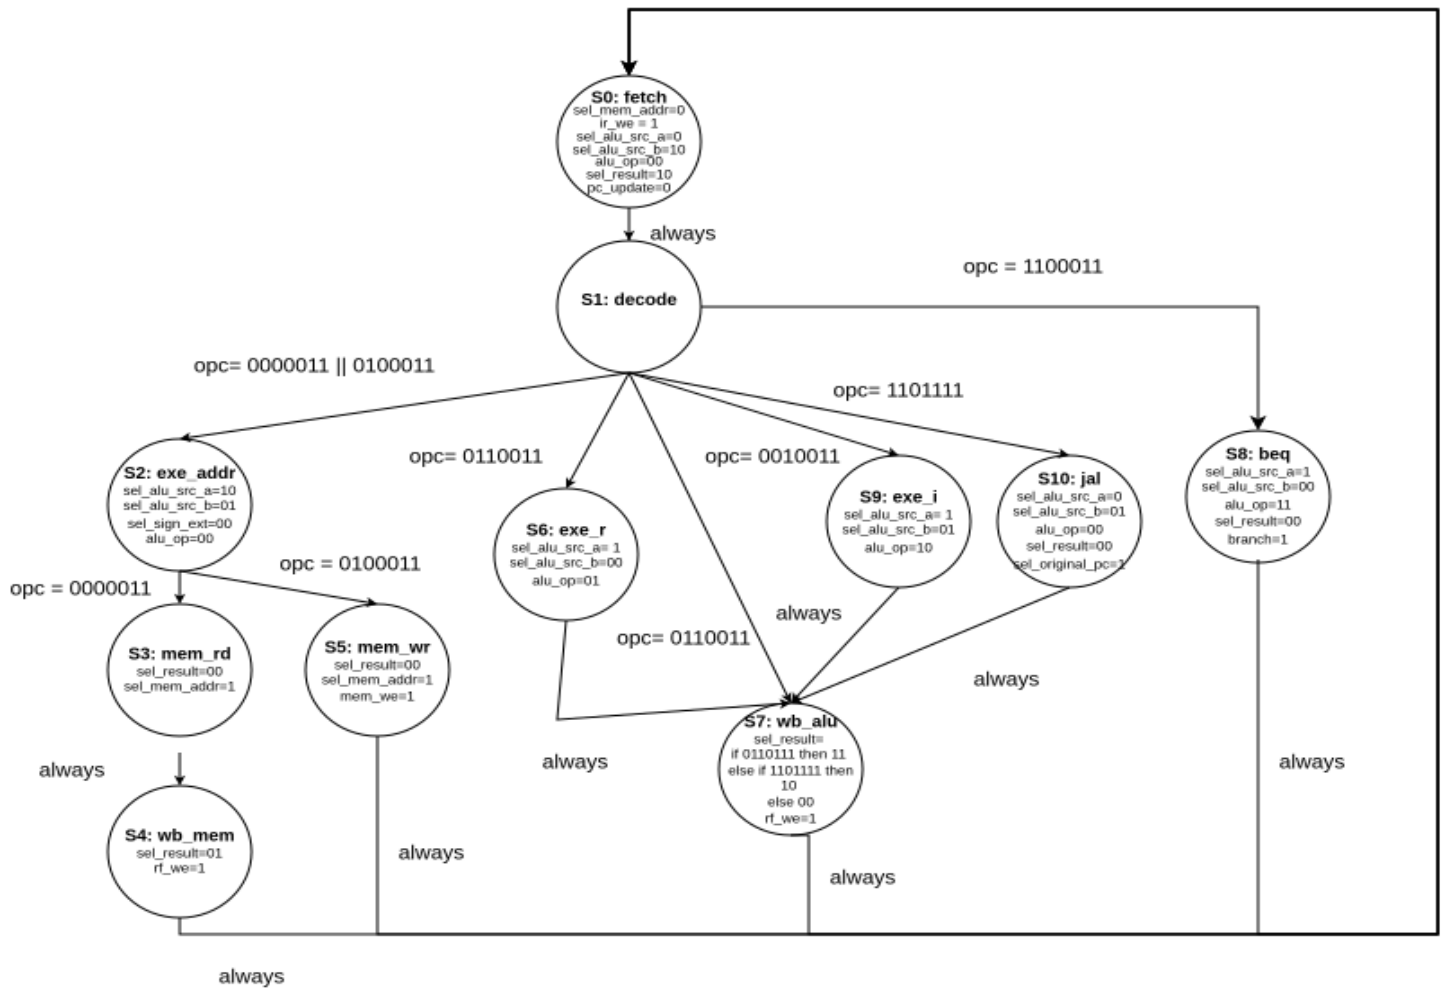 S0: fetch
sel_mem_addr=0
ir_we = 1
sel_alu_src_a=0
sel_alu_src_b=10
alu_op=00
sel_result=10
pc_update=0
always
S1: decode
opc = 1100011
opc= 0000011 || 0100011
opc= 1101111
opc= 0110011
opc= 0010011
S2: exe_addr
sel_alu_src_a=10
sel_alu_src_b=01
sel_sign_ext=00
alu_op=00
S6: exe_r
sel_alu_src_a= 1
sel_alu_src_b=00
alu_op=01
S9: exe_i
sel_alu_src_a= 1
sel_alu_src_b=01
alu_op=10
S10: jal
sel_alu_src_a=0
sel_alu_src_b=01
alu_op=00
sel_result=00
sel_original_pc=1
S8: beq
sel_alu_src_a=1
sel_alu_src_b=00
alu_op=11
sel_result=00
branch=1
opc = 0000011
opc = 0100011
S3: mem_rd
sel_result=00
sel_mem_addr=1
S5: mem_wr
sel_result=00
sel_mem_addr=1
mem_we=1
opc= 0110011
always
always
always
S7: wb_alu
sel_result=
if 0110111 then 11
else if 1101111 then
10
else 00
rf_we=1
always
always
S4: wb_mem
sel_result=01
rf_we=1
always
always
always